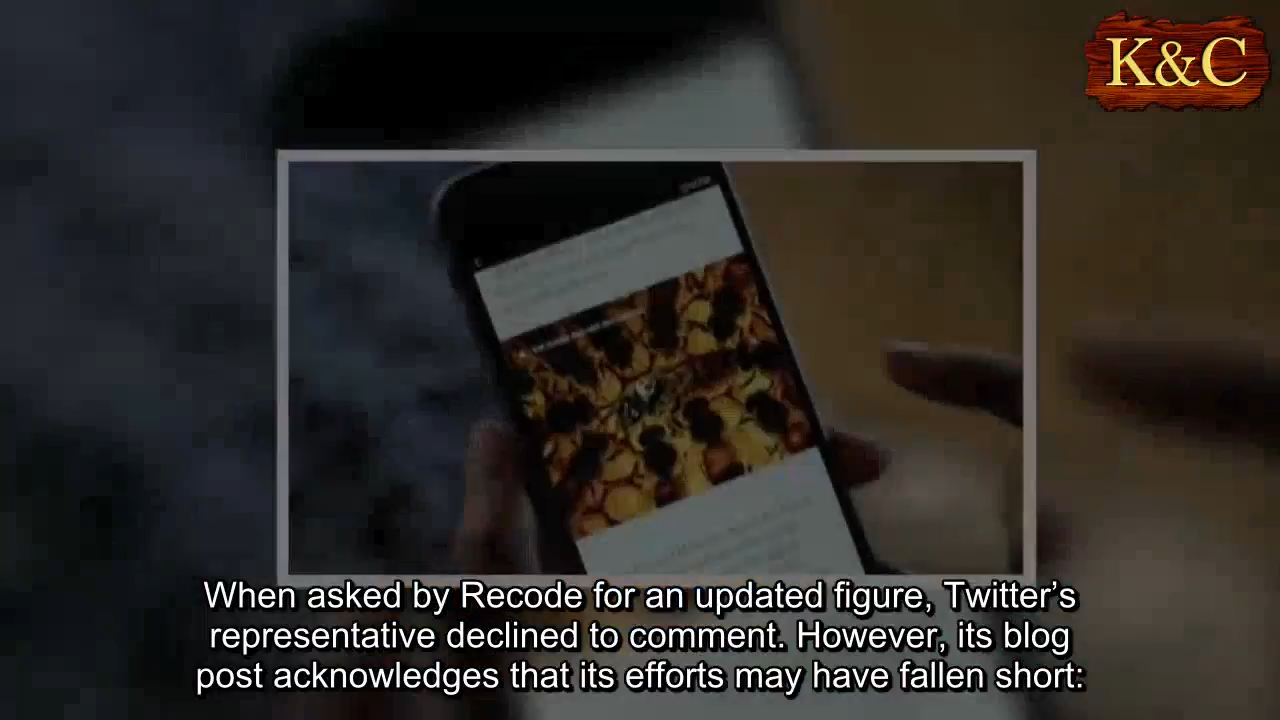 K&C
When asked by Recode for an updated figure, Twitter’s
representative declined to comment. However, its blog
post acknowledges that its efforts may have fallen short: